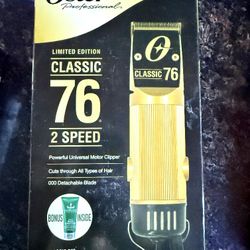 Professional
LIMITED EDITION
CLASSIC
76
2 SPEED
Powerful Universal Motor Clipper
Cuts through All Types of Hair
000 Detachable Blade
BONUS
INSIDE
O
CLASSIC 76